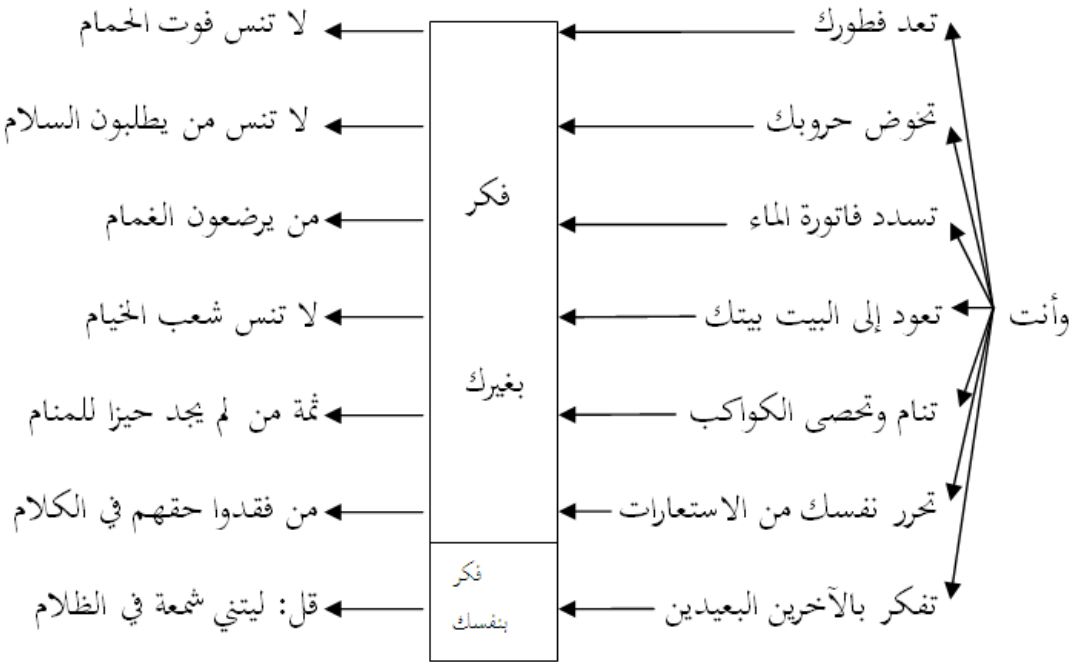 وأنت
تعد فطورك
لا تنس فوت الحمام
تخوض حروبك
لا تنس من يطلبون السلام
فكر
تسدد فاتورة الماء
من يرضعون الغمام
تعود إلى البيت بيتك
لا تنس شعب الخيام
بغيرك
تنام وتحصى الكواكب
ثمة من لم يجد حيزا للمنام
تحرر نفسك من الاستعارات
من فقدوا حقهم في الكلام
تفكر بالآخرين البعيدين
فكر
بنفسك
قل: ليتني شمعة في الظلام